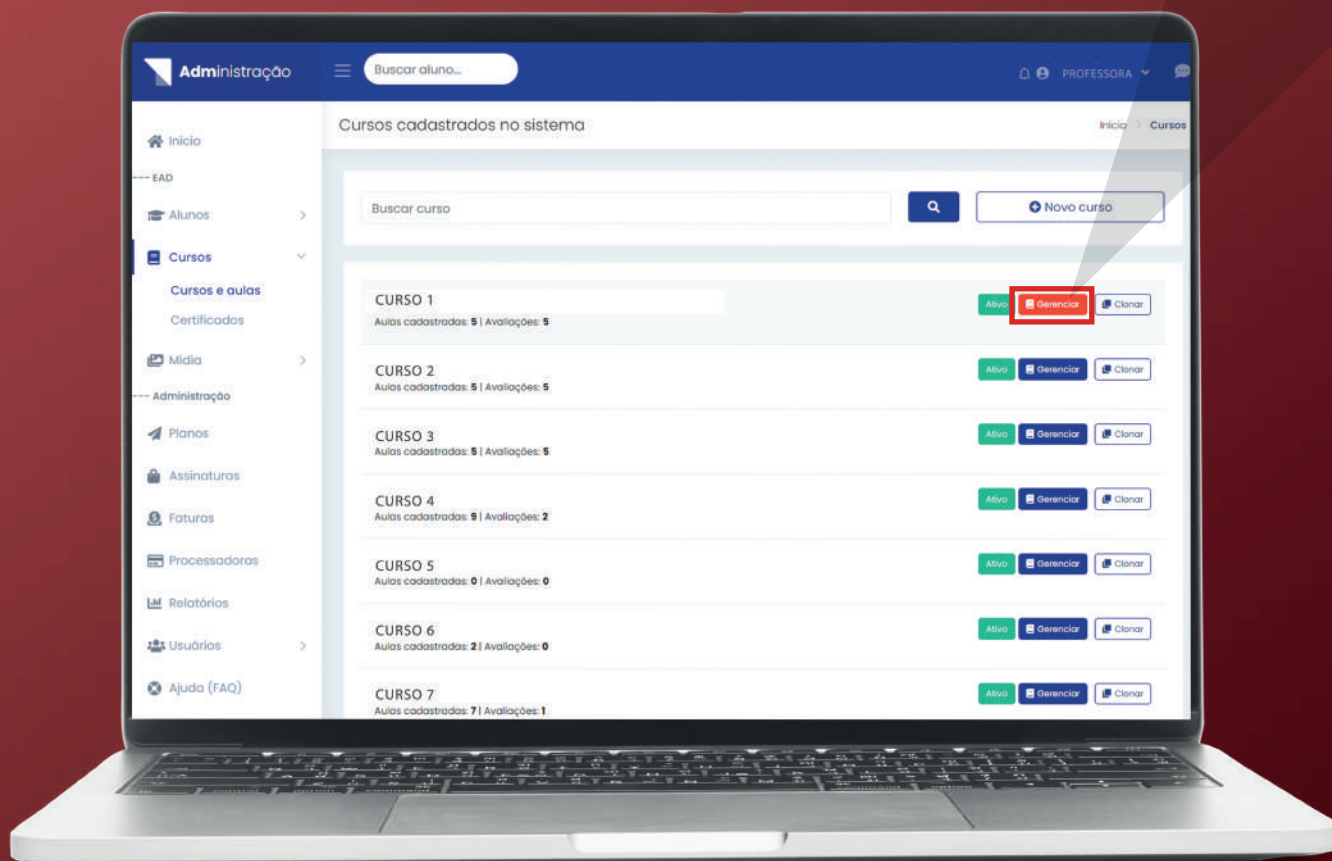 Administração
Buscar aluno...
PROFESSORA
Cursos cadastrados no sistema
Início > Cursos
Início
--- EAD
Alunos
Cursos
Cursos e aulas
Certificados
Mídia
--- Administração
Planos
Assinaturas
Faturas
Processadoras
Relatórios
Usuários
Ajuda (FAQ)
Buscar curso
Novo curso
CURSO 1
Aulas cadastradas: 5 | Avaliações: 5
Ativo Gerenciar Clonar
CURSO 2
Aulas cadastradas: 5 | Avaliações: 5
Ativo Gerenciar Clonar
CURSO 3
Aulas cadastradas: 5 | Avaliações: 5
Ativo Gerenciar Clonar
CURSO 4
Aulas cadastradas: 9 | Avaliações: 2
Ativo Gerenciar Clonar
CURSO 5
Aulas cadastradas: 0 | Avaliações: 0
Ativo Gerenciar Clonar
CURSO 6
Aulas cadastradas: 2 | Avaliações: 0
Ativo Gerenciar Clonar
CURSO 7
Aulas cadastradas: 7 | Avaliações: 1
Ativo Gerenciar Clonar